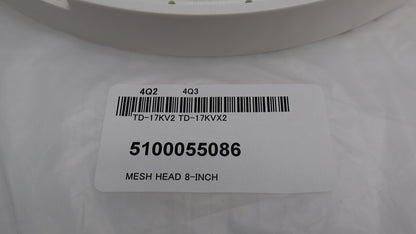 4Q2 4Q3
TD-17KV2 TD-17KVX2
5100055086
MESH HEAD 8-INCH